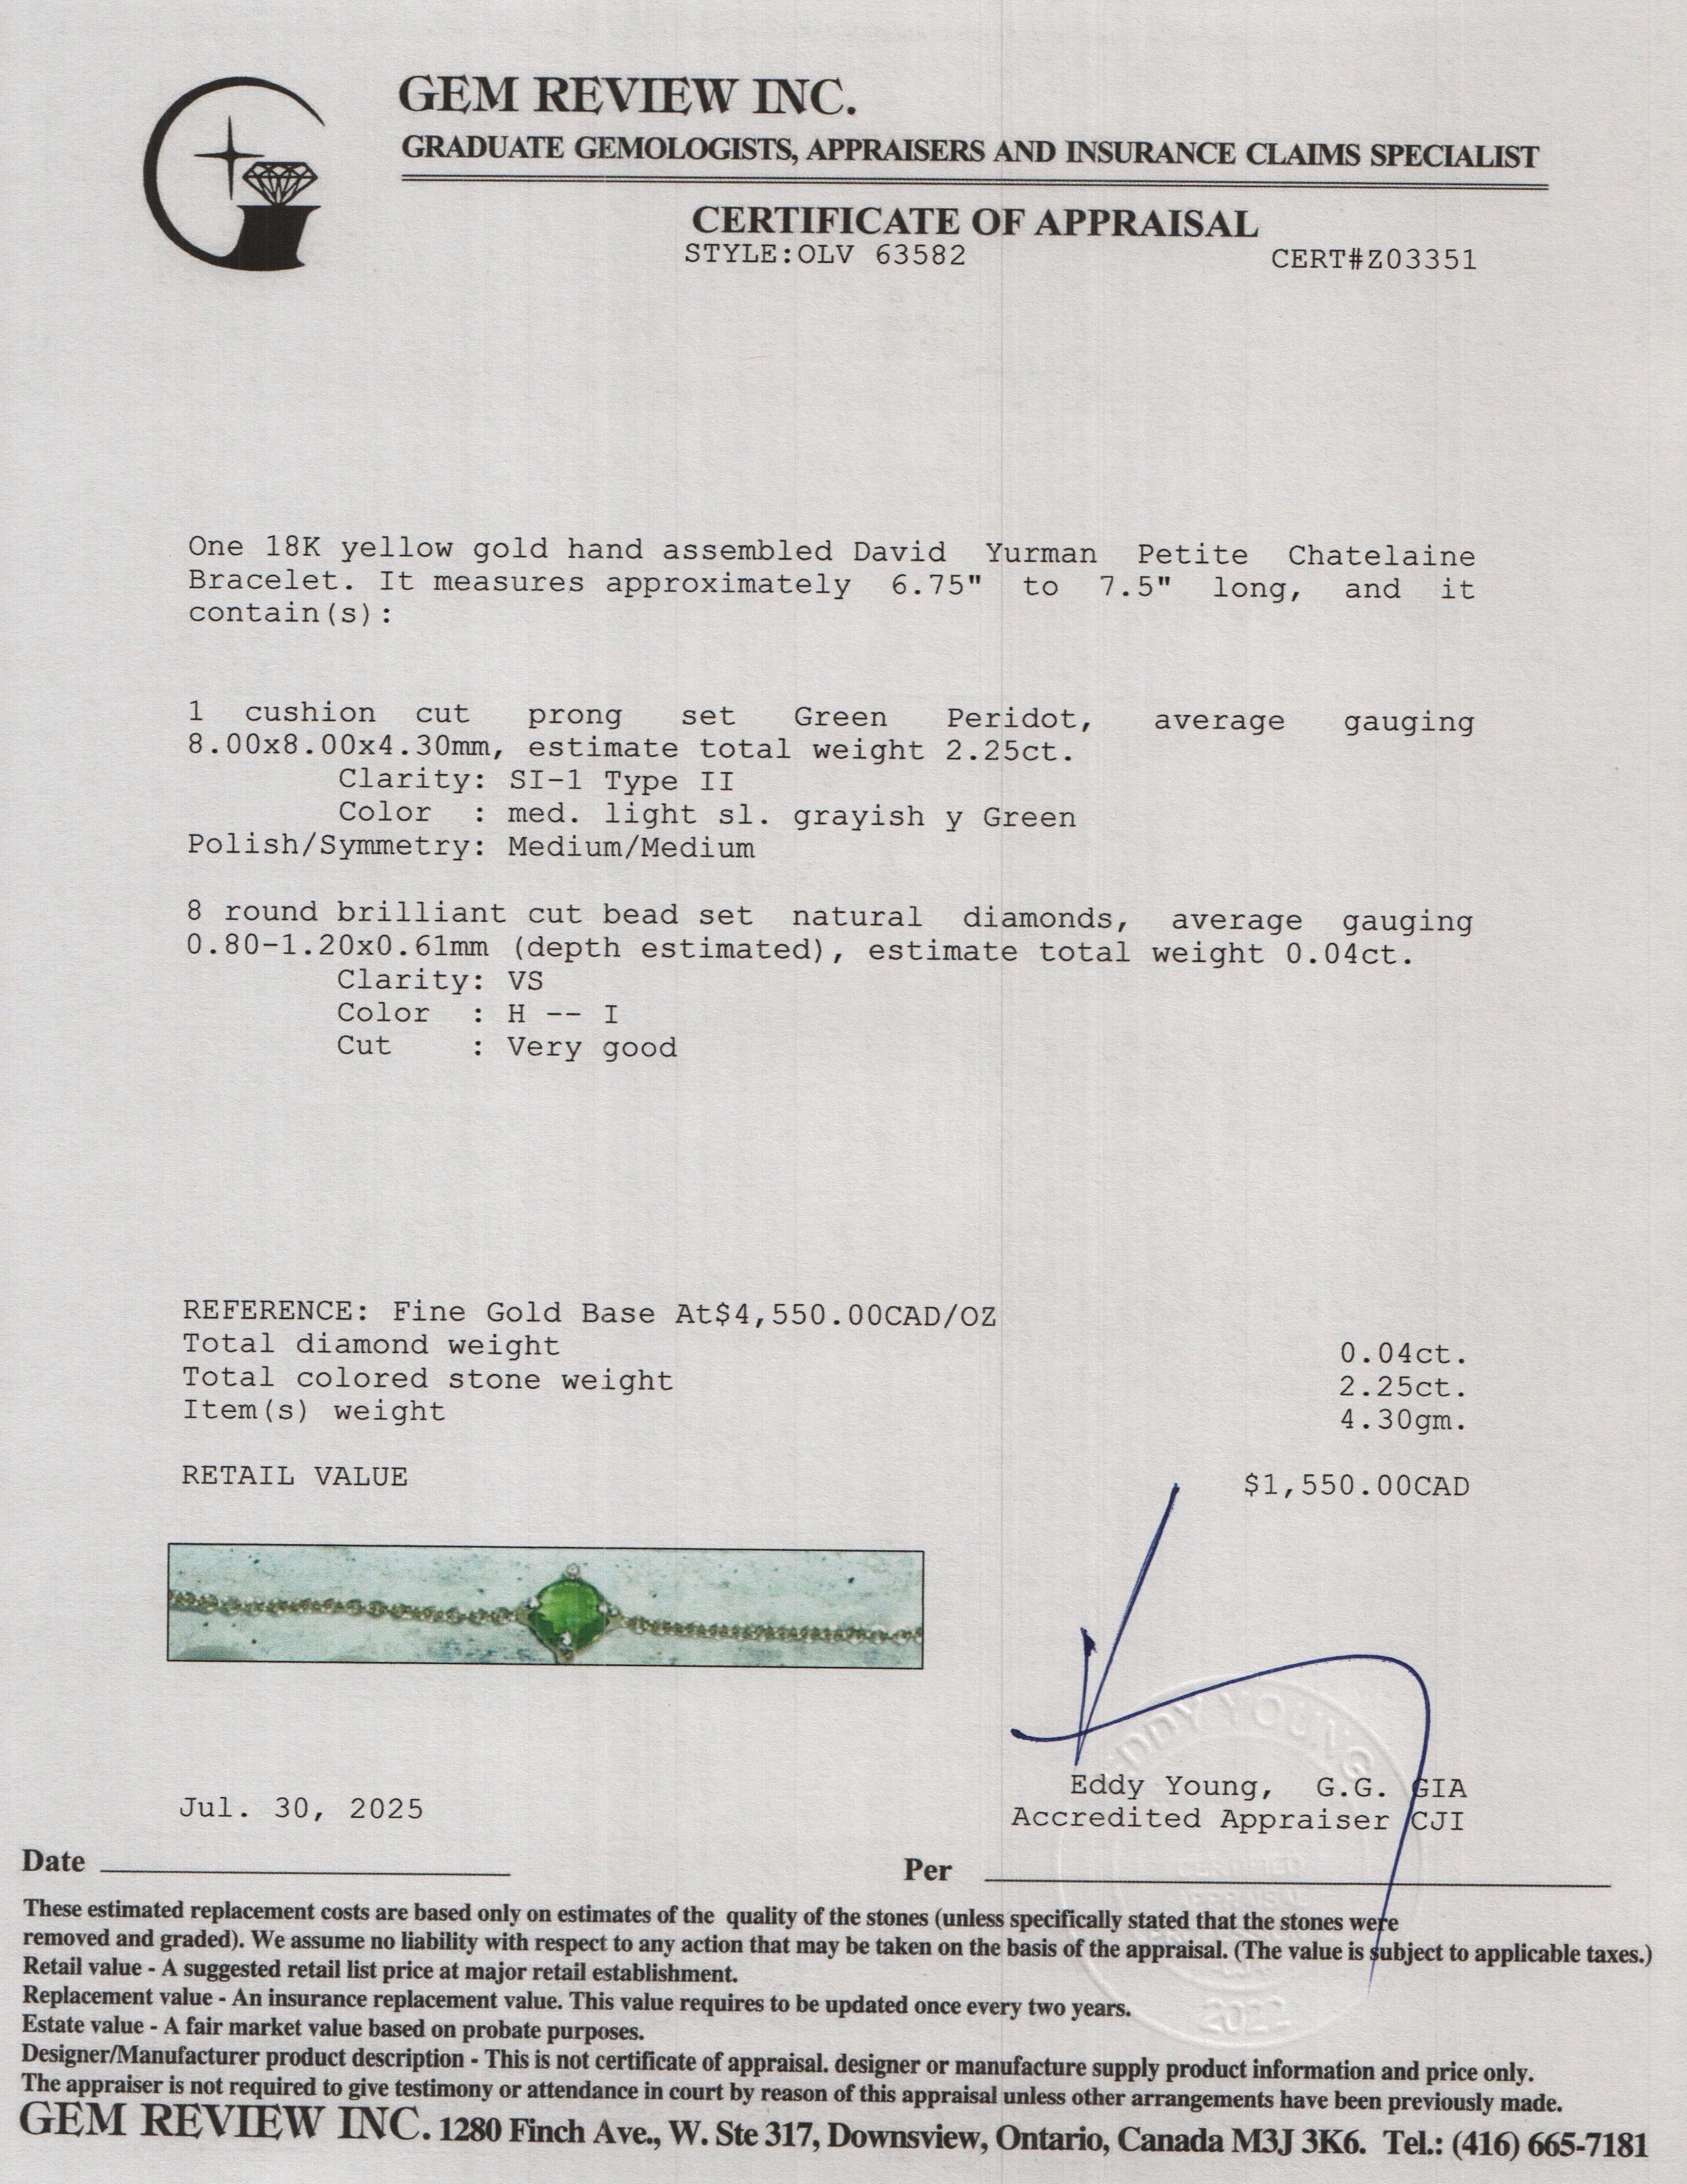 GEM REVIEW INC.
GRADUATE GEMOLOGISTS, APPRAISERS AND INSURANCE CLAIMS SPECIALIST
CERTIFICATE OF APPRAISAL
STYLE:OLV 63582
CERT#Z03351
One 18K yellow gold hand assembled David Yurman Petite Chatelaine
Bracelet. It measures approximately 6.75" to 7.5" long, and it
contain(s):
1 cushion cut prong set Green Peridot, average gauging
8.00x8.00x4.30mm, estimate total weight 2.25ct.
Clarity: SI-1 Type II
Color : med. light sl. grayish y Green
Polish/Symmetry: Medium/Medium
8 round brilliant cut bead set natural diamonds, average gauging
0.80-1.20x0.61mm (depth estimated), estimate total weight 0.04ct.
Clarity: VS
Color : H -- I
Cut : Very good
REFERENCE: Fine Gold Base At$4,550.00CAD/OZ
Total diamond weight 0.04ct.
Total colored stone weight 2.25ct.
Item(s) weight 4.30gm.
RETAIL VALUE $1,550.00CAD
EDDY YOUNG
Eddy Young, G.G. GIA
Jul. 30, 2025
Accredited Appraiser CJI
Date
Per
CERTIFIED
These estimated replacement costs are based only on estimates of the quality of the stones (unless specifically stated that the stones were
removed and graded). We assume no liability with respect to any action that may be taken on the basis of the appraisal. (The value is subject to applicable taxes.)
Retail value - A suggested retail list price at major retail establishment.
Replacement value - An insurance replacement value. This value requires to be updated once every two years.
2022
Estate value - A fair market value based on probate purposes.
Designer/Manufacturer product description - This is not certificate of appraisal. designer or manufacture supply product information and price only.
The appraiser is not required to give testimony or attendance in court by reason of this appraisal unless other arrangements have been previously made.
GEM REVIEW INC. 1280 Finch Ave., W. Ste 317, Downsview, Ontario, Canada M3J 3K6. Tel.: (416) 665-7181